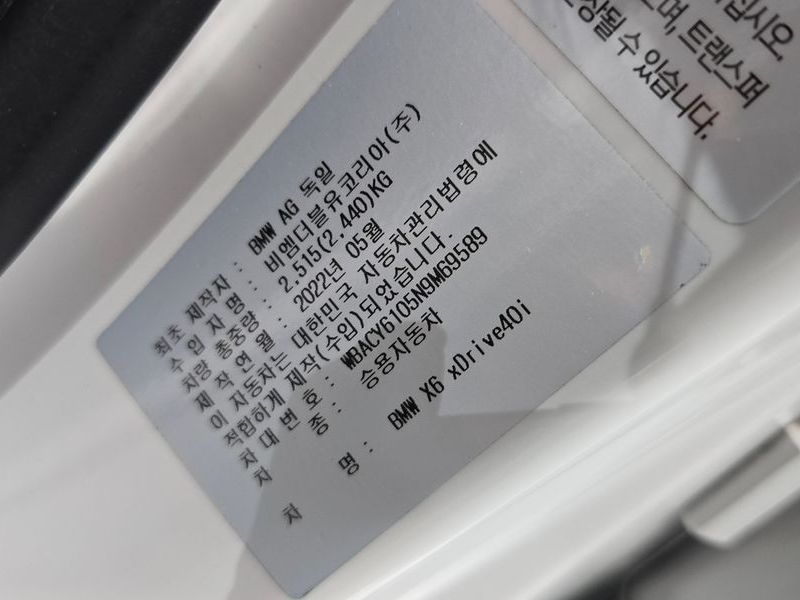 최초 제작자 : BMW AG 독일
수 입 자 명 : 비엠더블유코리아(주)
차량 총중량 : 2,515(2,440)KG
제 작 연 월 : 2022년 05월
이 자동차는 대한민국 자동차관리법령에
적합하게 제작(수입)되었습니다.
차 대 번 호 : WBACY6105N9M69589
차 종 : 승용자동차
차 명 : BMW X6 xDrive40i
십시오,
며, 트랜스퍼
상될 수 있습니다.